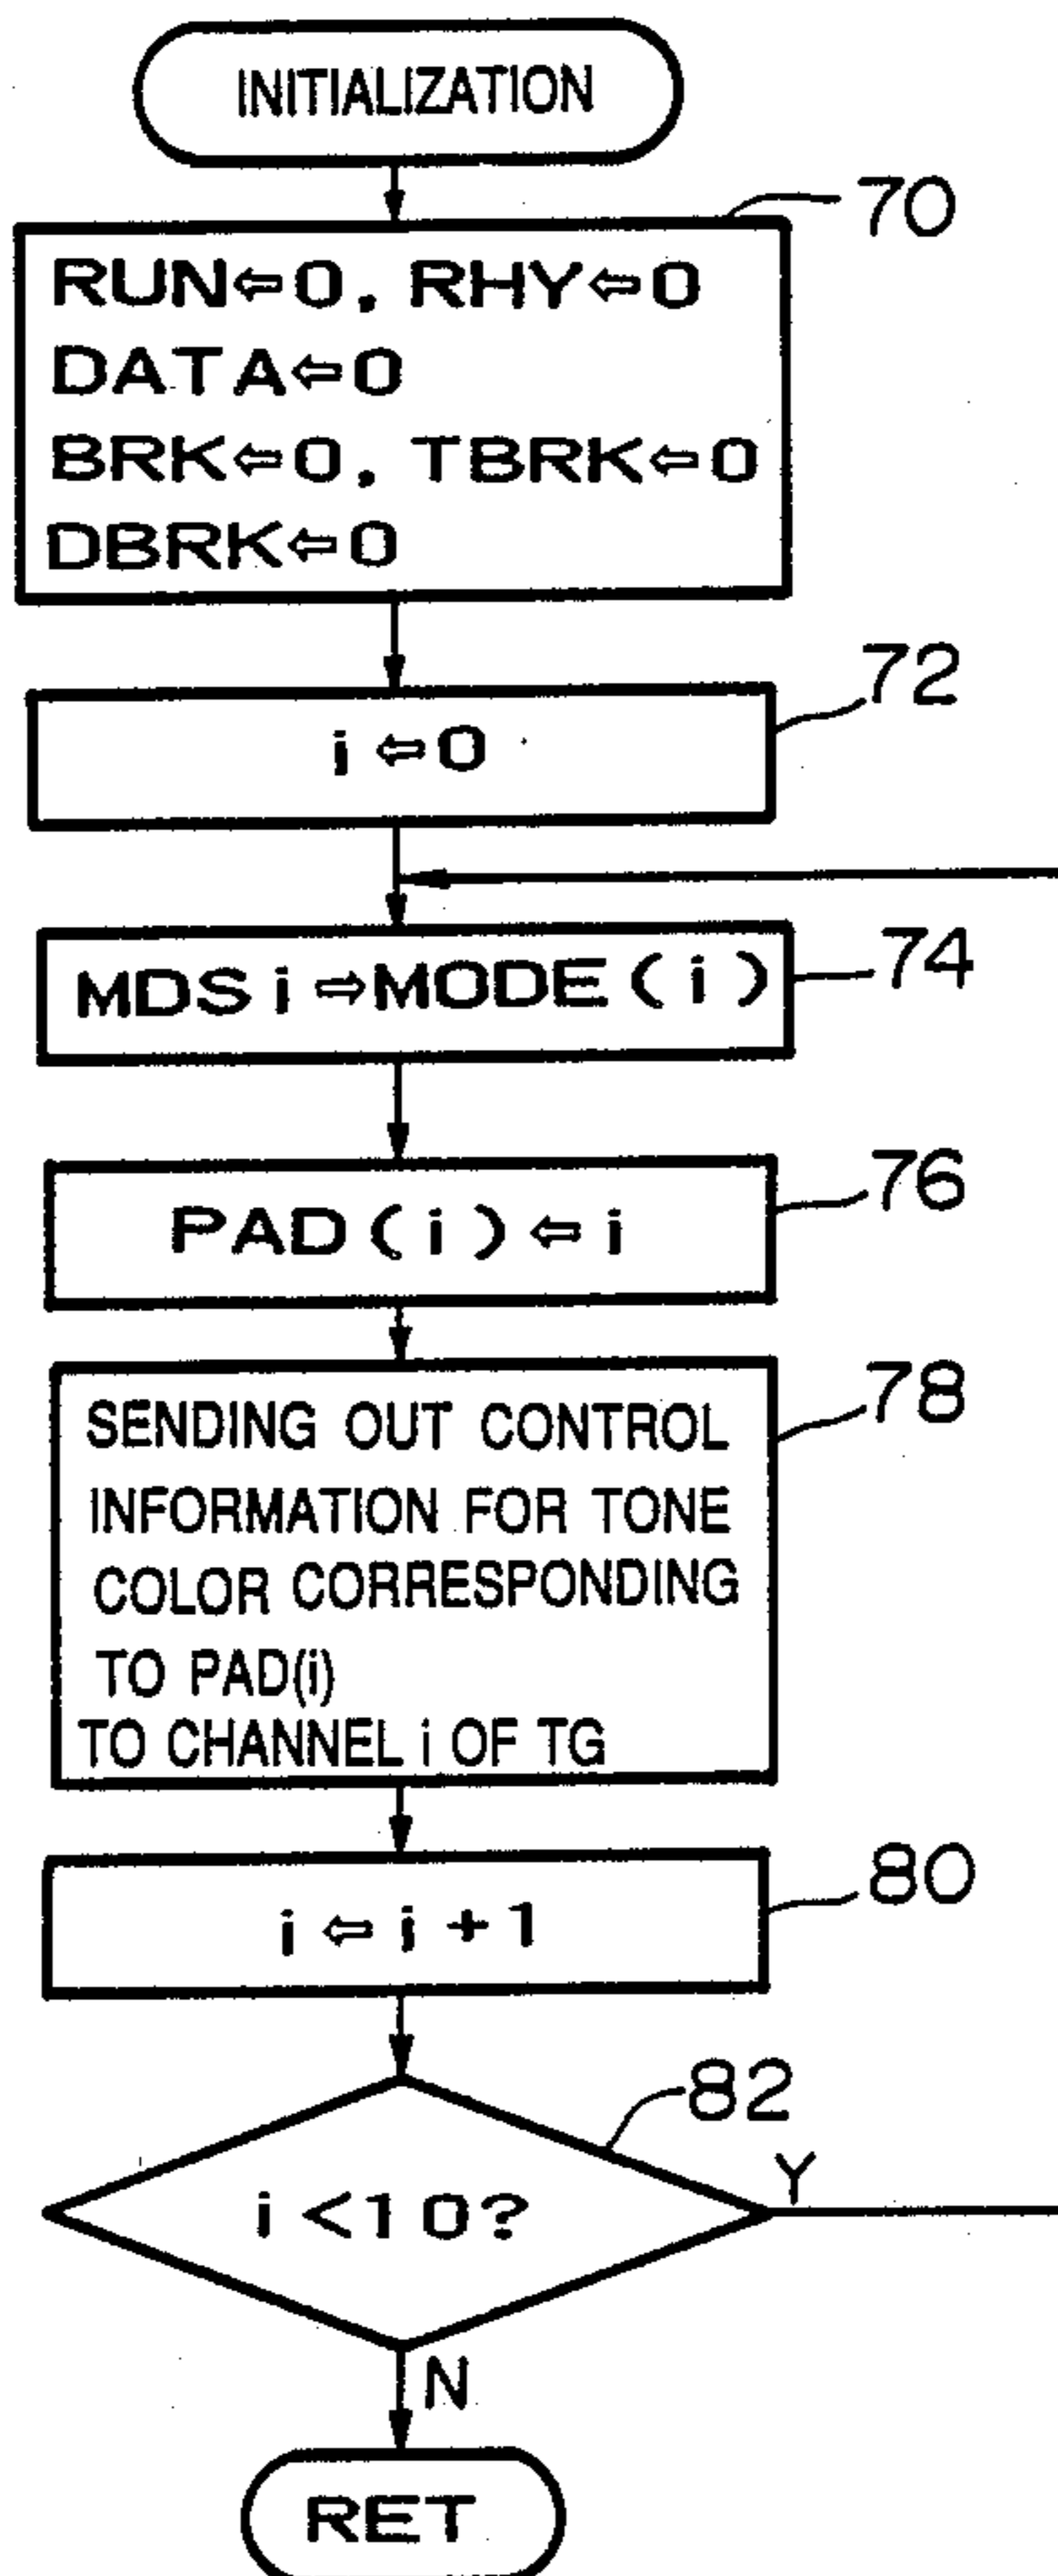 INITIALIZATION
70
RUN⇦0, RHY⇦0
DATA⇦0
BRK⇦0, TBRK⇦0
DBRK⇦0
72
i⇦0
74
MDSi⇨MODE(i)
76
PAD(i)⇦i
78
SENDING OUT CONTROL
INFORMATION FOR TONE
COLOR CORRESPONDING
TO PAD(i)
TO CHANNEL i OF TG
80
i⇦i+1
82
i<10?
Y
N
RET